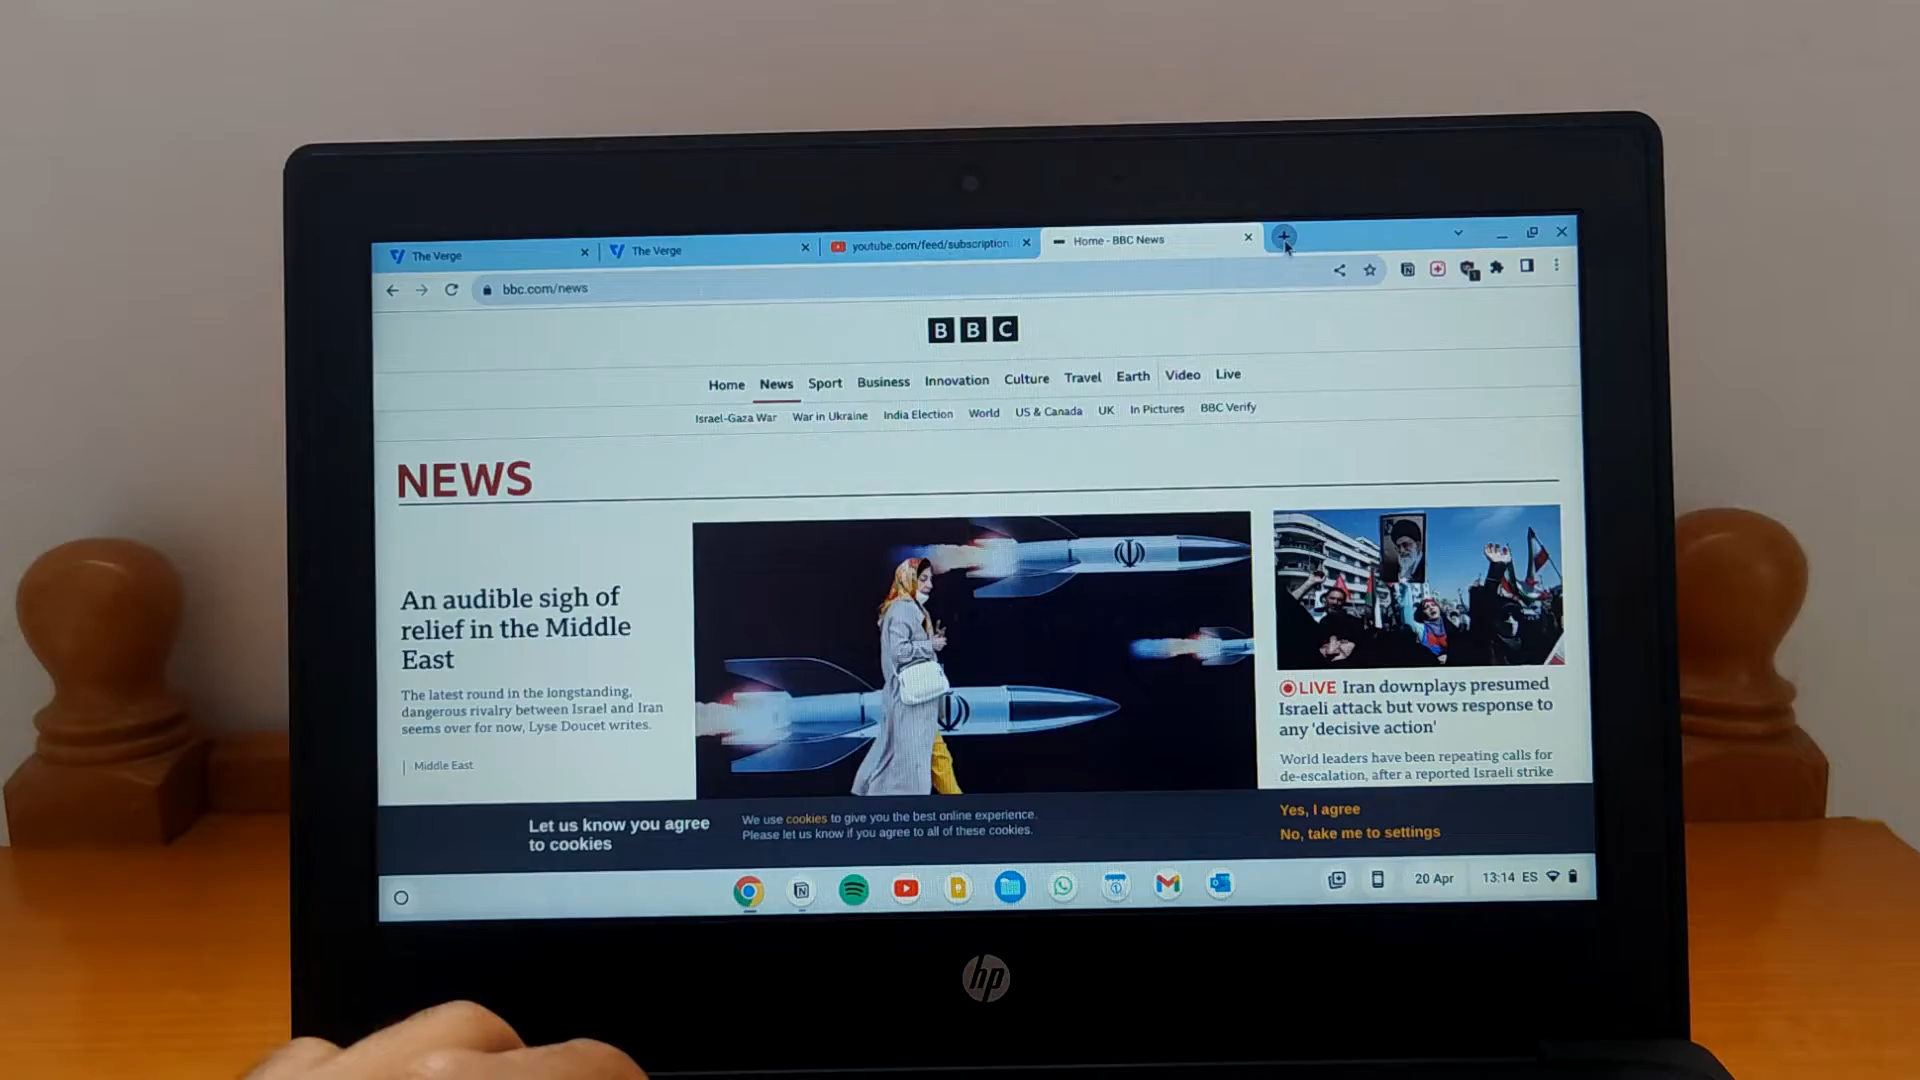 The Verge
The Verge
youtube.com/feed/subscription
Home - BBC News
bbc.com/news
BBC
Home News Sport Business Innovation Culture Travel Earth Video Live
Israel-Gaza War War in Ukraine India Election World US & Canada UK In Pictures BBC Verify
NEWS
An audible sigh of
relief in the Middle
East
The latest round in the longstanding,
dangerous rivalry between Israel and Iran
seems over for now, Lyse Doucet writes.
Middle East
LIVE Iran downplays presumed
Israeli attack but vows response to
any 'decisive action'
World leaders have been repeating calls for
de-escalation, after a reported Israeli strike
Let us know you agree
to cookies
We use cookies to give you the best online experience.
Please let us know if you agree to all of these cookies.
Yes, I agree
No, take me to settings
20 Apr
13:14 ES
hp